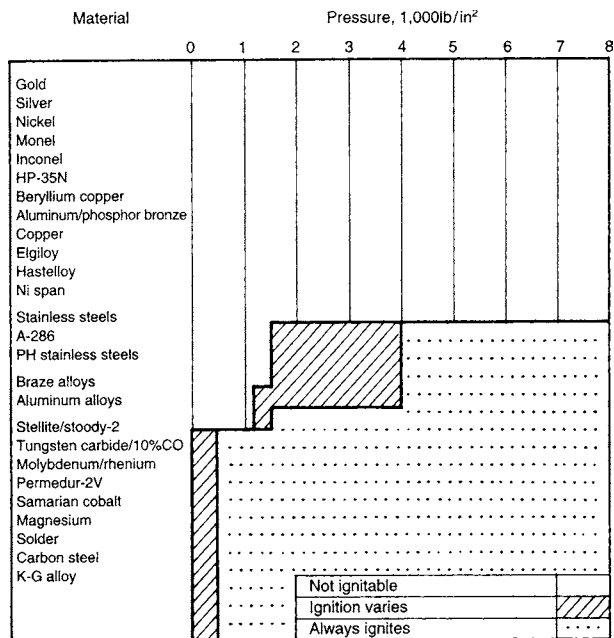 Material Pressure, 1,000lb/in²
0 1 2 3 4 5 6 7 8
Gold
Silver
Nickel
Monel
Inconel
HP-35N
Beryllium copper
Aluminum/phosphor bronze
Copper
Elgiloy
Hastelloy
Ni span
Stainless steels
A-286
PH stainless steels
Braze alloys
Aluminum alloys
Stellite/stoody-2
Tungsten carbide/10%CO
Molybdenum/rhenium
Permedur-2V
Samarian cobalt
Magnesium
Solder
Carbon steel
K-G alloy
Not ignitable
Ignition varies
Always ignites